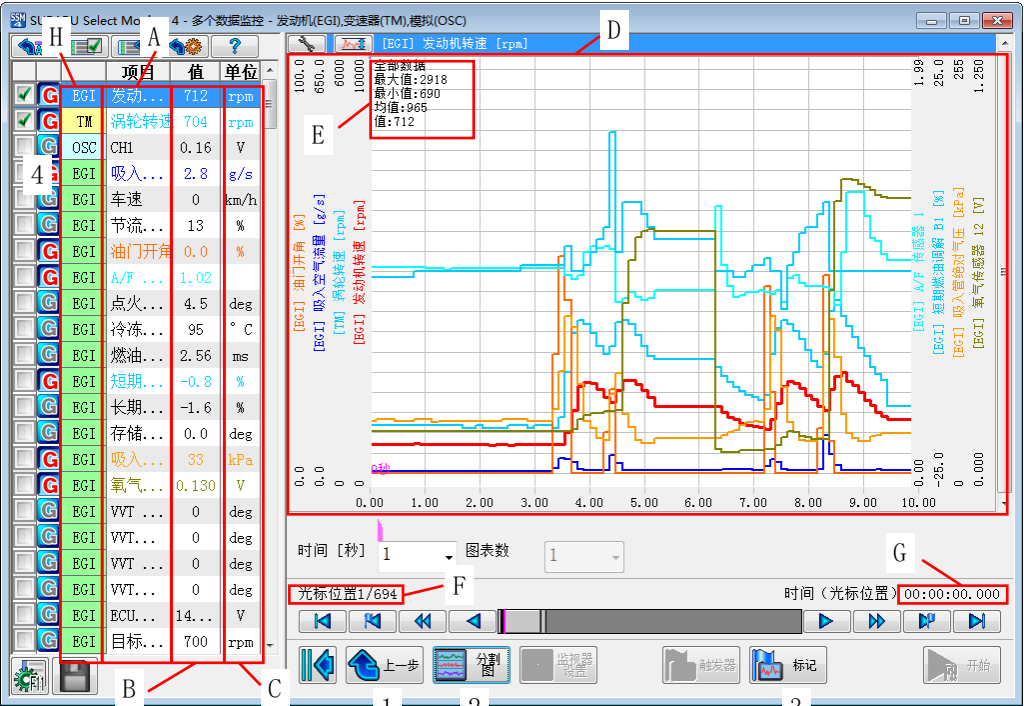 SUBARU Select Mo 4 - 多个数据监控 - 发动机(EGI),变速器(TM),模拟(OSC)
H
A
?
[EGI] 发动机转速 [rpm]
D
项目 值 单位
G EGI 发动... 712 rpm
G TM 涡轮转速 704 rpm
G OSC CH1 0.16 V
4
G EGI 吸入... 2.8 g/s
G EGI 车速 0 km/h
G EGI 节流... 13 %
G EGI 油门开角 0.0 %
G EGI A/F ... 1.02
G EGI 点火... 4.5 deg
G EGI 冷冻... 95 °C
G EGI 燃油... 2.56 ms
G EGI 短期... -0.8 %
G EGI 长期... -1.6 %
G EGI 存储... 0.0 deg
G EGI 吸入... 33 kPa
G EGI 氧气... 0.130 V
G EGI VVT ... 0 deg
G EGI VVT... 0 deg
G EGI VVT ... 0 deg
G EGI VVT... 0 deg
G EGI ECU... 14... V
G EGI 目标... 700 rpm
B
C
全部数据
最大值:2918
最小值:690
均值:965
值:712
E
100.0
650.0
6000
10000
[EGI] 油门开角 [%]
[EGI] 吸入空气流量 [g/s]
[TM] 涡轮转速 [rpm]
[EGI] 发动机转速 [rpm]
0.0
0.0
0
0
0秒
1.99
25.0
255
1.250
[EGI] A/F 传感器 1
[EGI] 短期燃油调解 B1 [%]
[EGI] 吸入管绝对气压 [kPa]
[EGI] 氧气传感器 12 [V]
0.00
-25.0
0
0.000
0.00 1.00 2.00 3.00 4.00 5.00 6.00 7.00 8.00 9.00 10.00
时间 [秒] 1 图表数 1
F
G
光标位置1/694
时间 (光标位置) 00:00:00.000
上一步
分割图
监视器设置
触发器
标记
开始
F11
1
2
3